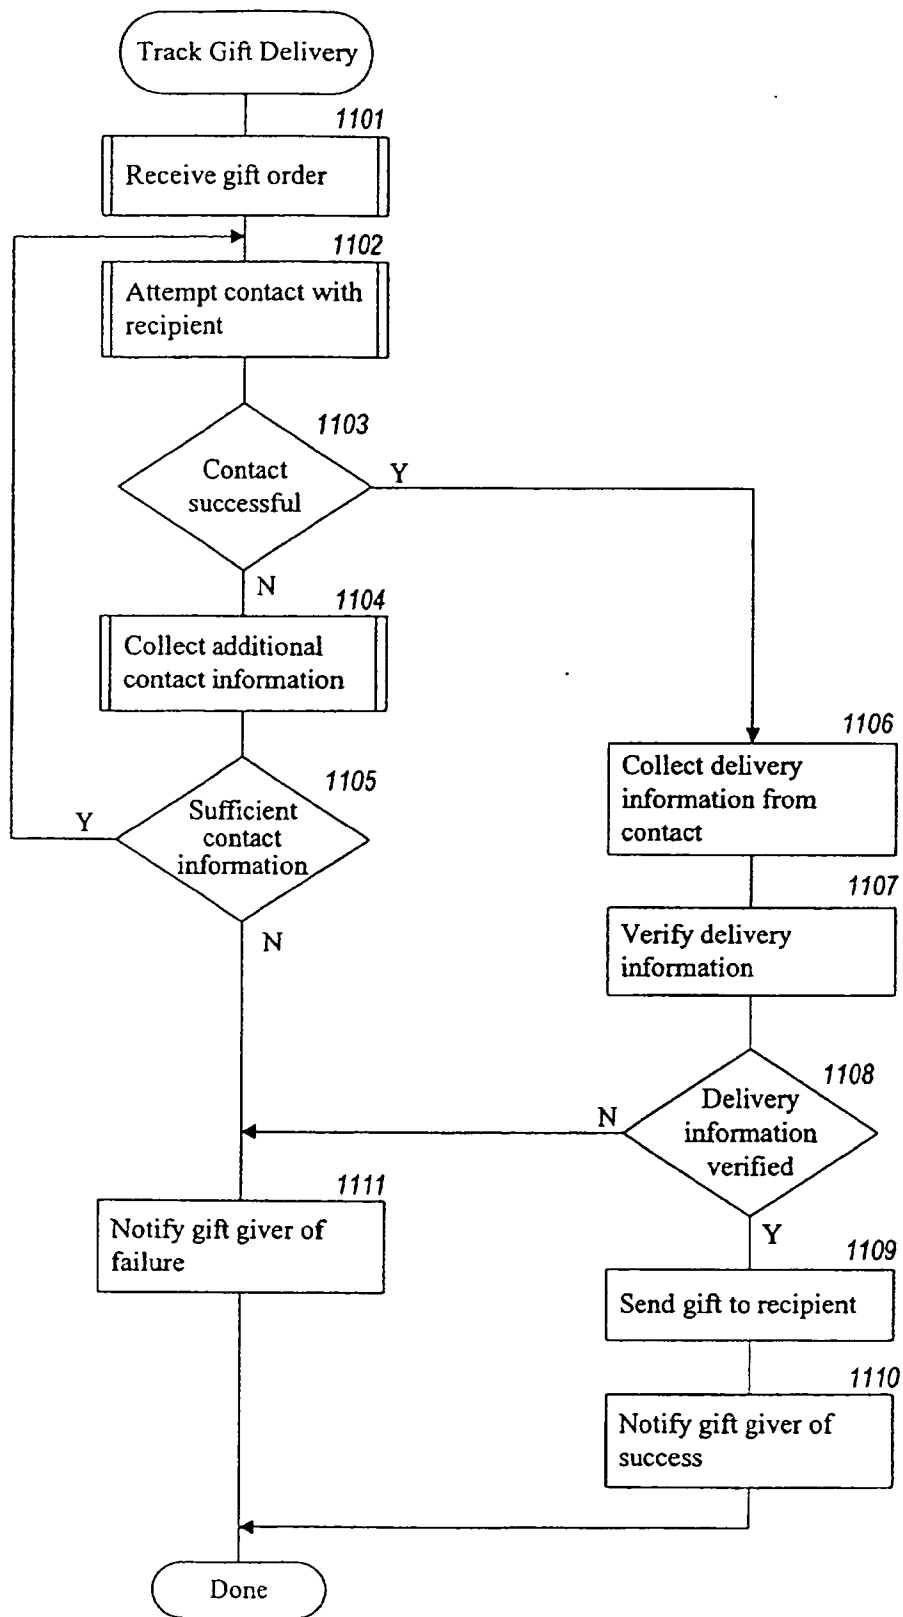 Track Gift Delivery
1101
Receive gift order
1102
Attempt contact with
recipient
1103
Contact
successful
Y
N
1104
Collect additional
contact information
1105
Sufficient
contact
information
Y
N
1106
Collect delivery
information from
contact
1107
Verify delivery
information
1108
Delivery
information
verified
N
Y
1111
Notify gift giver of
failure
1109
Send gift to recipient
1110
Notify gift giver of
success
Done